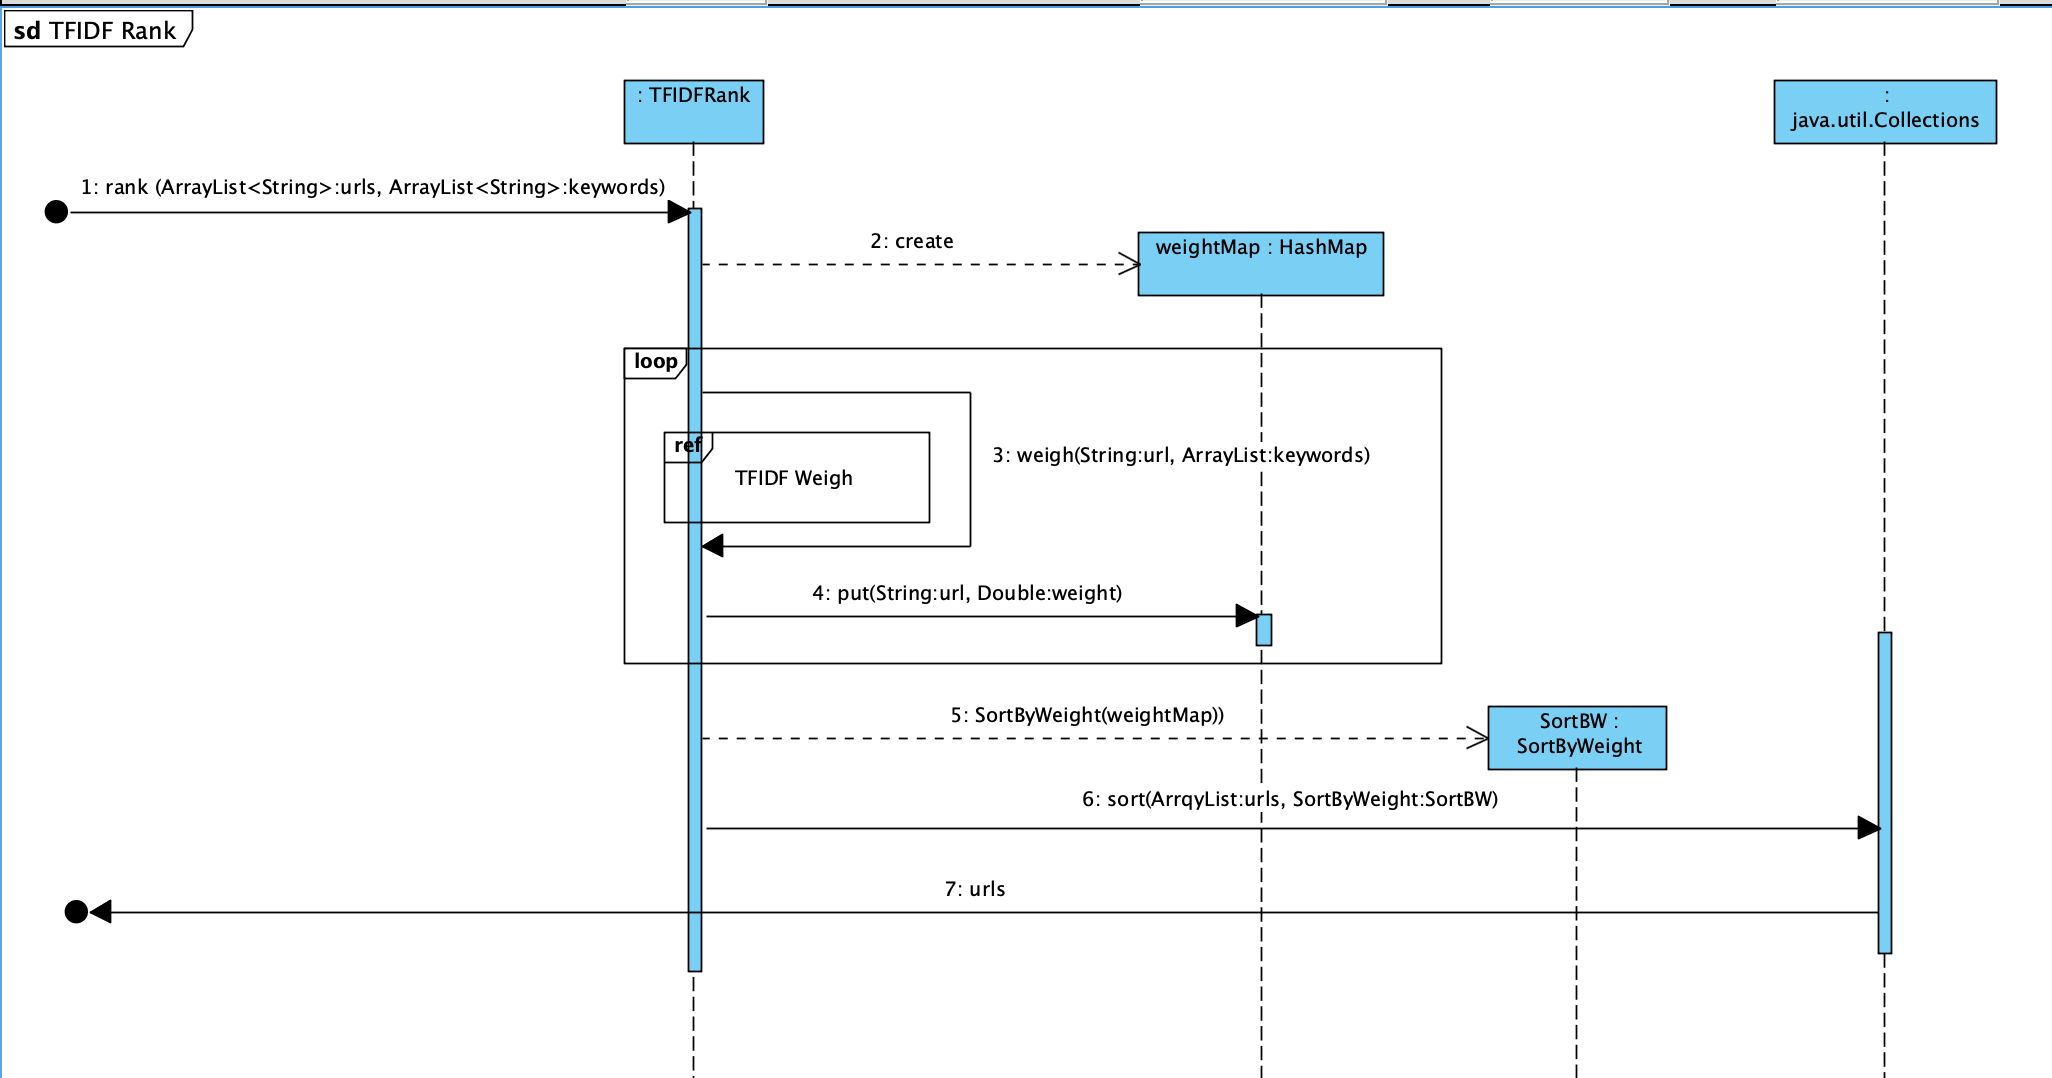 sd TFIDF Rank
: TFIDFRank
:
java.util.Collections
1: rank (ArrayList<String>:urls, ArrayList<String>:keywords)
2: create
weightMap : HashMap
loop
ref
TFIDF Weigh
3: weigh(String:url, ArrayList:keywords)
4: put(String:url, Double:weight)
5: SortByWeight(weightMap))
SortBW :
SortByWeight
6: sort(ArrqyList:urls, SortByWeight:SortBW)
7: urls